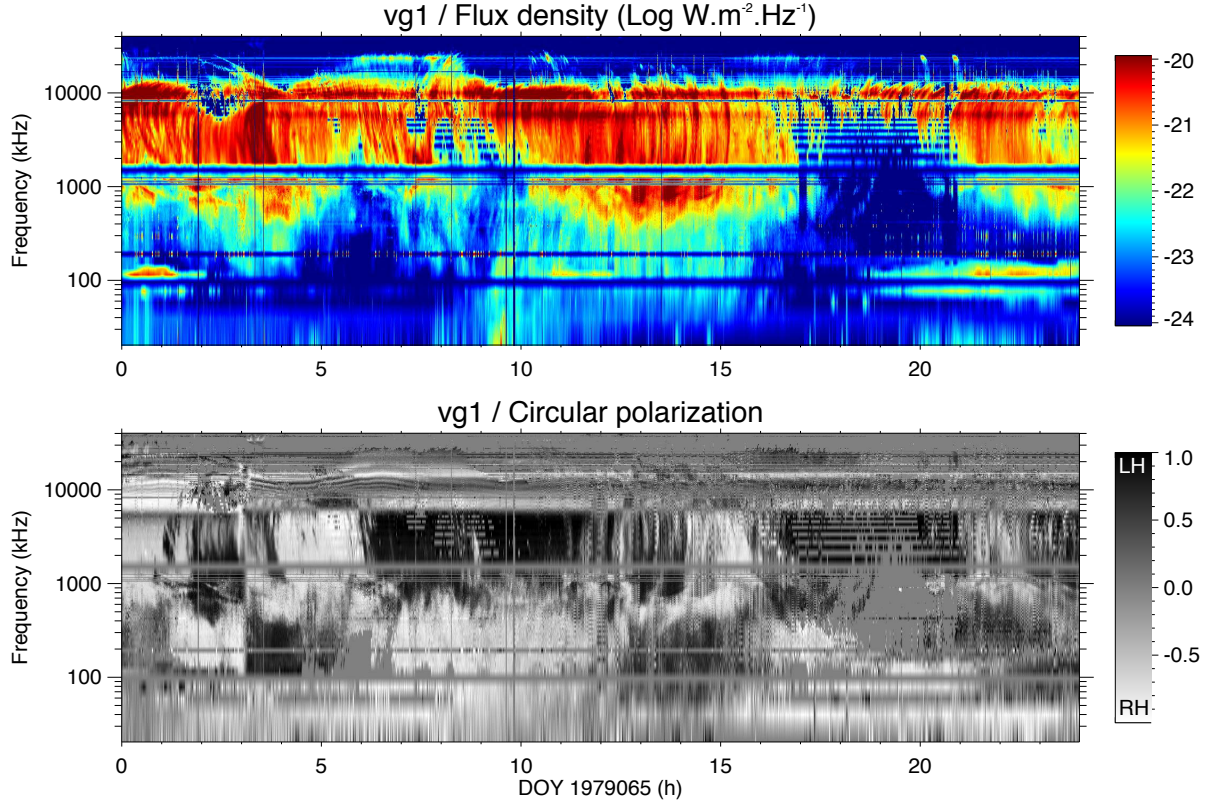 vg1 / Flux density (Log W.m-2.Hz-1)
Frequency (kHz)
10000
1000
100
0 5 10 15 20
-20
-21
-22
-23
-24
vg1 / Circular polarization
Frequency (kHz)
10000
1000
100
0 5 10 15 20
DOY 1979065 (h)
LH 1.0
0.5
0.0
-0.5
RH